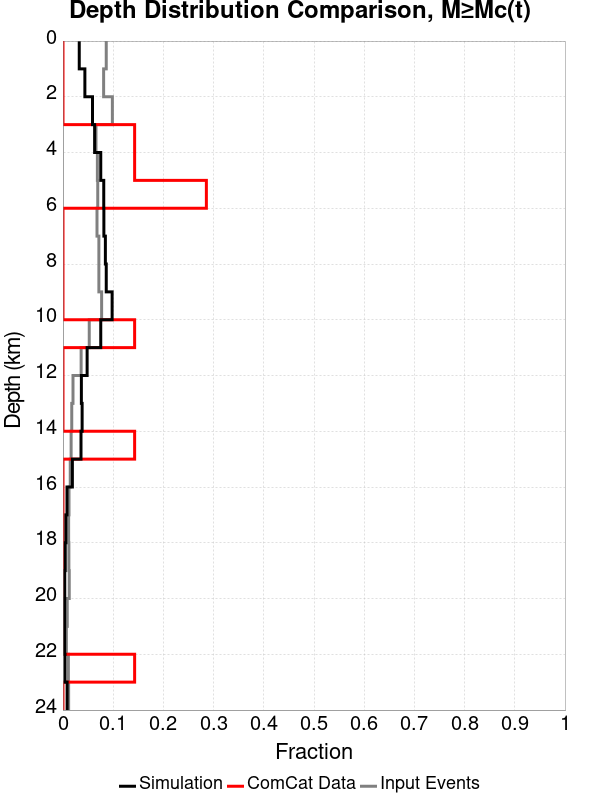 Depth Distribution Comparison, M≥Mc(t)
0
2
4
6
8
10
12
14
16
18
20
22
24
Depth (km)
0 0.1 0.2 0.3 0.4 0.5 0.6 0.7 0.8 0.9 1
Fraction
Simulation ComCat Data Input Events